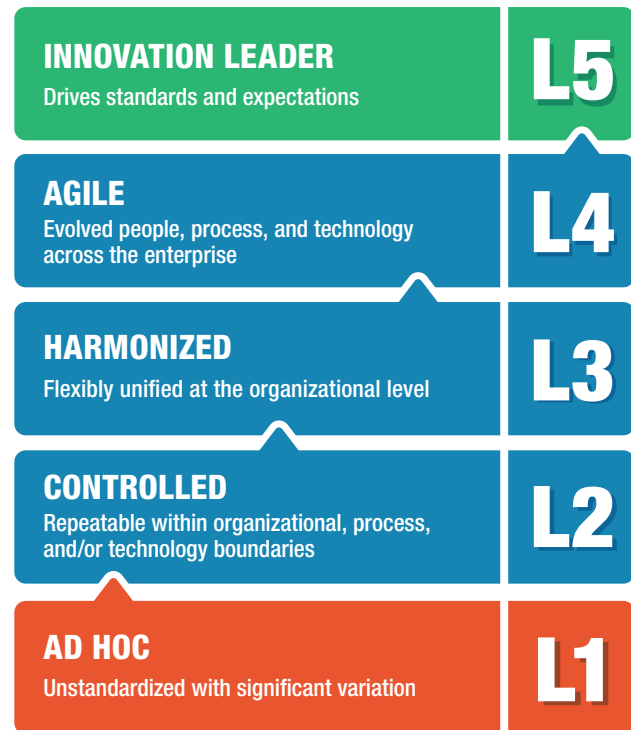 INNOVATION LEADER
Drives standards and expectations
L5
AGILE
Evolved people, process, and technology
across the enterprise
L4
HARMONIZED
Flexibly unified at the organizational level
L3
CONTROLLED
Repeatable within organizational, process,
and/or technology boundaries
L2
AD HOC
Unstandardized with significant variation
L1